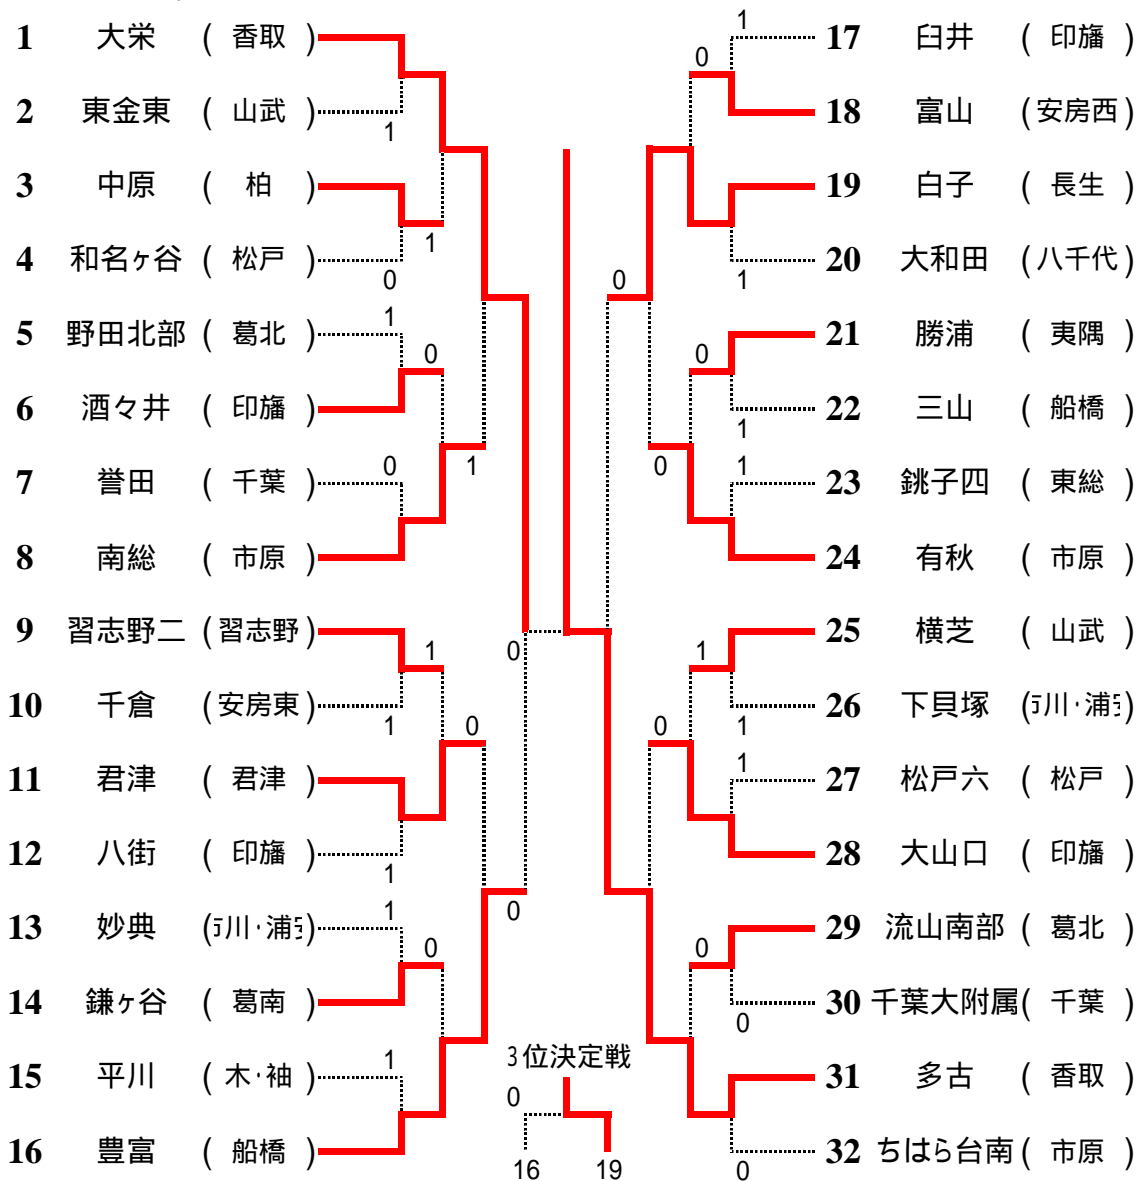 1 大栄 ( 香取 )
2 東金東 ( 山武 )
1
3 中原 ( 柏 )
1
4 和名ヶ谷 ( 松戸 )
0
1
5 野田北部 ( 葛北 )
0
6 酒々井 ( 印旛 )
0
1
7 誉田 ( 千葉 )
8 南総 ( 市原 )
9 習志野二 ( 習志野 )
1
0
10 千倉 ( 安房東 )
1
0
11 君津 ( 君津 )
12 八街 ( 印旛 )
1
1
0
13 妙典 (市川・浦安)
0
14 鎌ヶ谷 ( 葛南 )
1
15 平川 ( 木・袖 )
16 豊富 ( 船橋 )
3位決定戦
0
16 19
1
17 臼井 ( 印旛 )
0
18 富山 ( 安房西 )
19 白子 ( 長生 )
20 大和田 ( 八千代 )
1
0
21 勝浦 ( 夷隅 )
0
22 三山 ( 船橋 )
1
0
1
23 銚子四 ( 東総 )
24 有秋 ( 市原 )
25 横芝 ( 山武 )
1
26 下貝塚 (市川・浦安)
1
0
1
27 松戸六 ( 松戸 )
28 大山口 ( 印旛 )
29 流山南部 ( 葛北 )
0
30 千葉大附属 ( 千葉 )
0
31 多古 ( 香取 )
32 ちはら台南 ( 市原 )
0